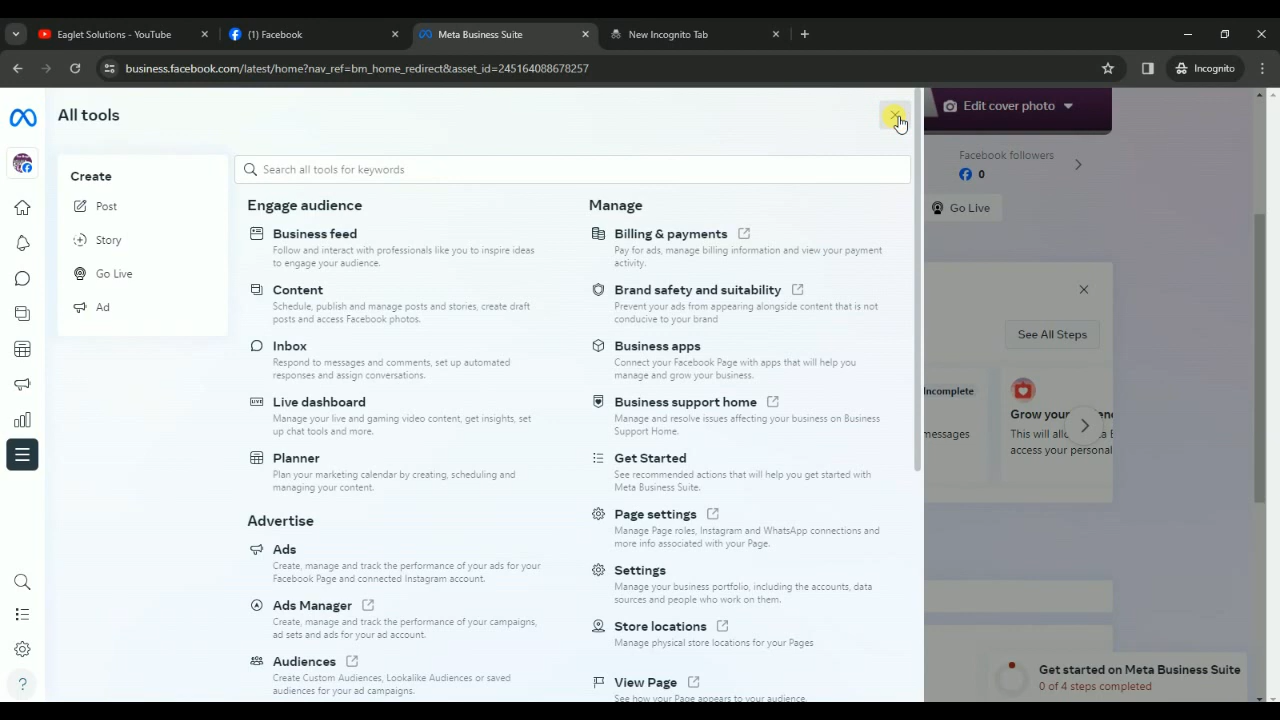 Eaglet Solutions - YouTube
(1) Facebook
Meta Business Suite
New Incognito Tab
business.facebook.com/latest/home?nav_ref=bm_home_redirect&asset_id=245164088678257
Incognito
All tools
Search all tools for keywords
Create
Post
Story
Go Live
Ad
Engage audience
Business feed
Follow and interact with professionals like you to inspire ideas
to engage your audience.
Content
Schedule, publish and manage posts and stories, create draft
posts and access Facebook photos.
Inbox
Respond to messages and comments, set up automated
responses and assign conversations.
Live dashboard
Manage your live and gaming video content, get insights, set
up chat tools and more.
Planner
Plan your marketing calendar by creating, scheduling and
managing your content.
Advertise
Ads
Create, manage and track the performance of your ads for your
Facebook Page and connected Instagram account.
Ads Manager
Create, manage and track the performance of your campaigns,
ad sets and ads for your ad account.
Audiences
Create Custom Audiences, Lookalike Audiences or saved
audiences for your ad campaigns.
Manage
Billing & payments
Pay for ads, manage billing information and view your payment
activity.
Brand safety and suitability
Prevent your ads from appearing alongside content that is not
conducive to your brand
Business apps
Connect your Facebook Page with apps that will help you
manage and grow your business.
Business support home
Manage and resolve issues affecting your business on Business
Support Home.
Get Started
See recommended actions that will help you get started with
Meta Business Suite.
Page settings
Manage Page roles, Instagram and WhatsApp connections and
more info associated with your Page.
Settings
Manage your business portfolio, including the accounts, data
sources and people who work on them.
Store locations
Manage physical store locations for your Pages
View Page
See how your Page appears to your audience.
Edit cover photo
Facebook followers
0
Go Live
See All Steps
Incomplete
messages
Grow your
This will
access your personal
Get started on Meta Business Suite
0 of 4 steps completed